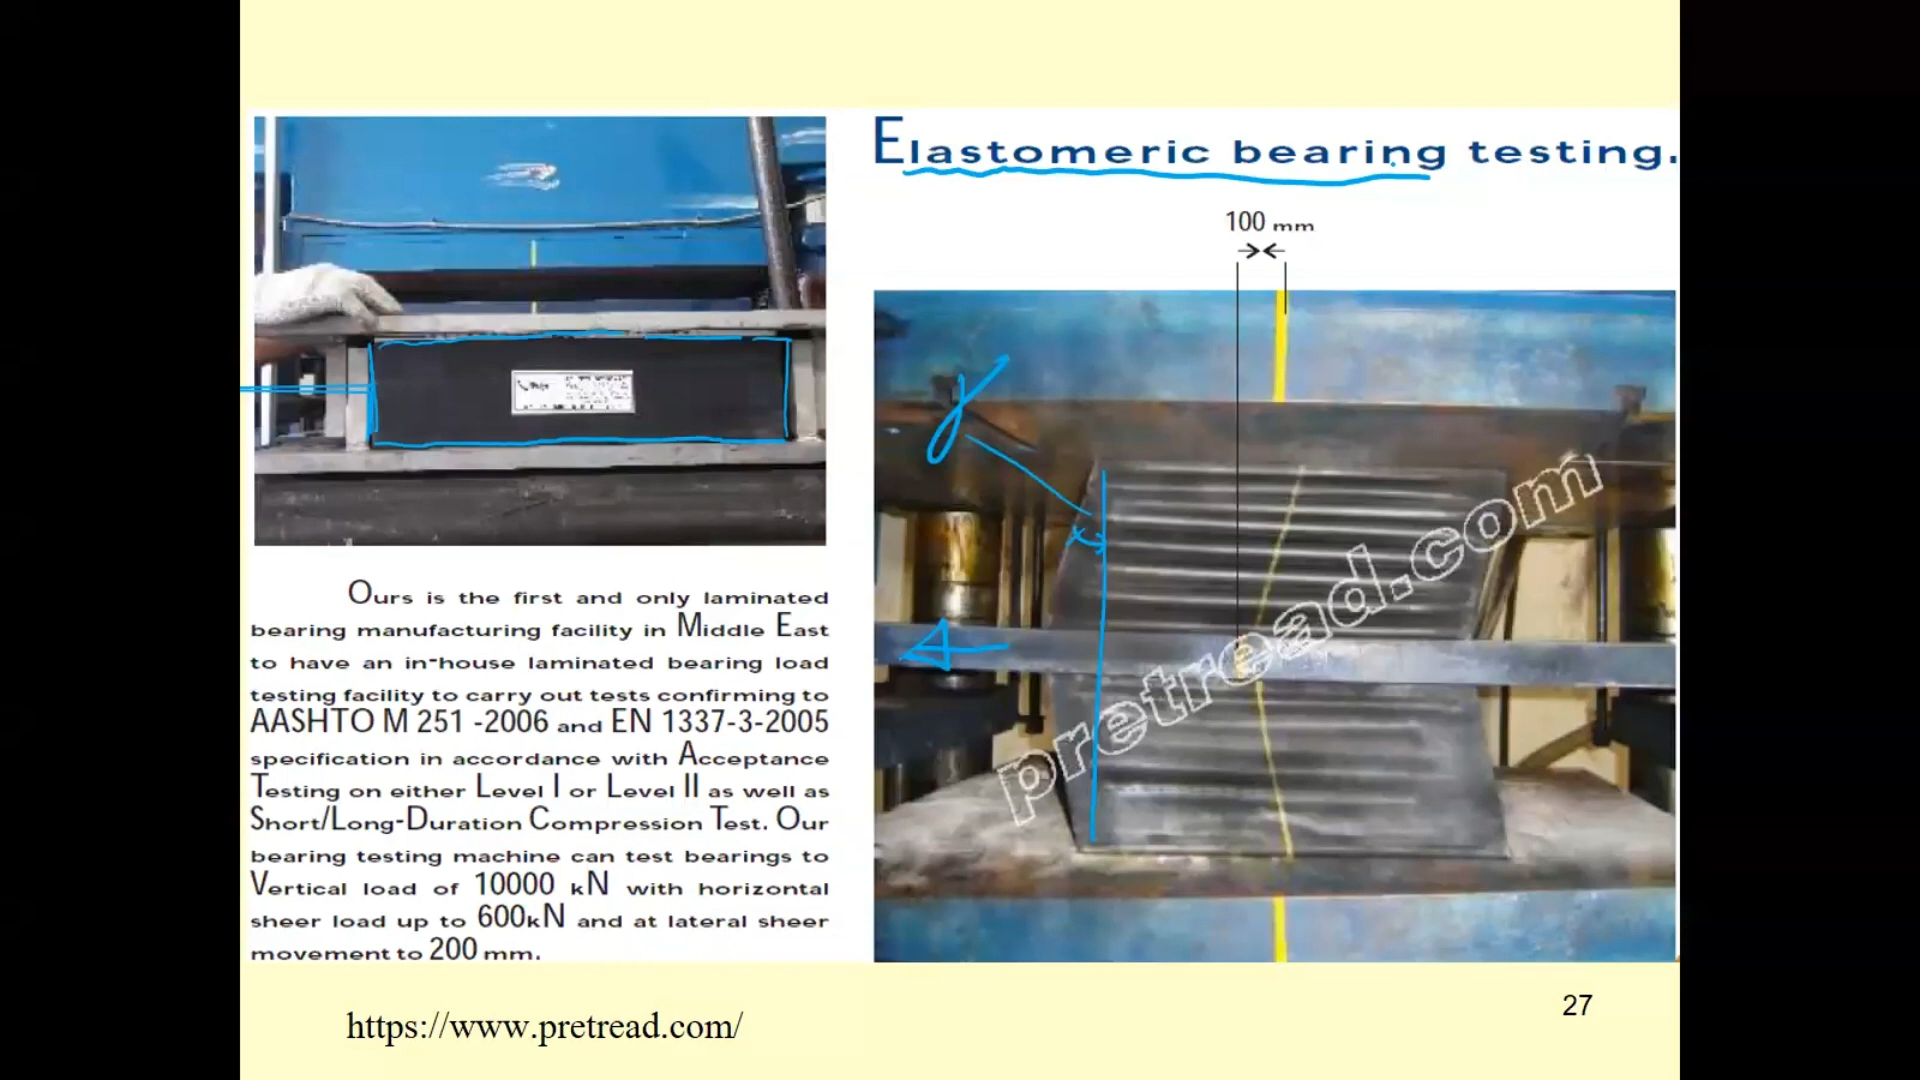 Elastomeric bearing testing.
100 mm
γ
pretread.com
Ours is the first and only laminated
bearing manufacturing facility in Middle East
to have an in-house laminated bearing load
testing facility to carry out tests confirming to
AASHTO M 251 -2006 and EN 1337-3-2005
specification in accordance with Acceptance
Testing on either Level I or Level II as well as
Short/Long-Duration Compression Test. Our
bearing testing machine can test bearings to
Vertical load of 10000 kN with horizontal
sheer load up to 600kN and at lateral sheer
movement to 200 mm.
https://www.pretread.com/
27